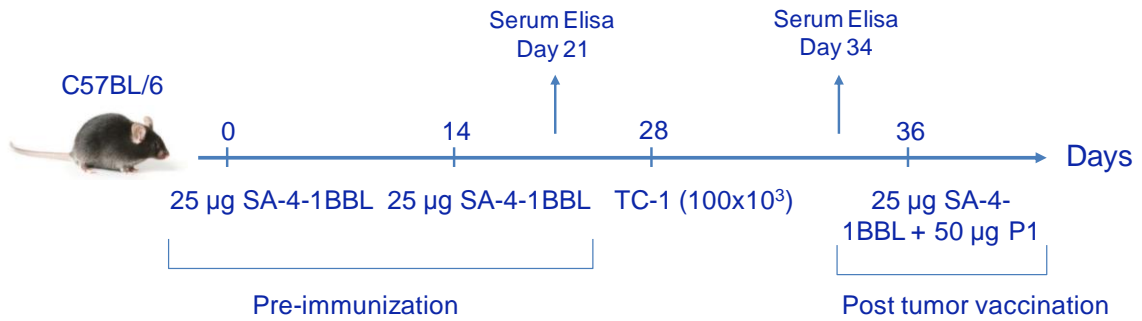 Serum Elisa
Day 21
Serum Elisa
Day 34
C57BL/6
0
14
28
36
Days
25 µg SA-4-1BBL
25 µg SA-4-1BBL
TC-1 (100x10³)
25 µg SA-4-
1BBL + 50 µg P1
Pre-immunization
Post tumor vaccination